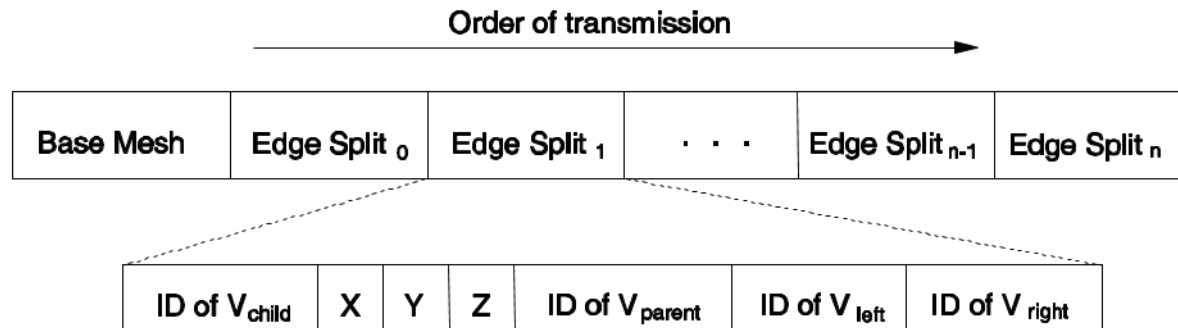 Order of transmission
Base Mesh Edge Split 0 Edge Split 1 . . . Edge Split n-1 Edge Split n
ID of V child X Y Z ID of V parent ID of V left ID of V right